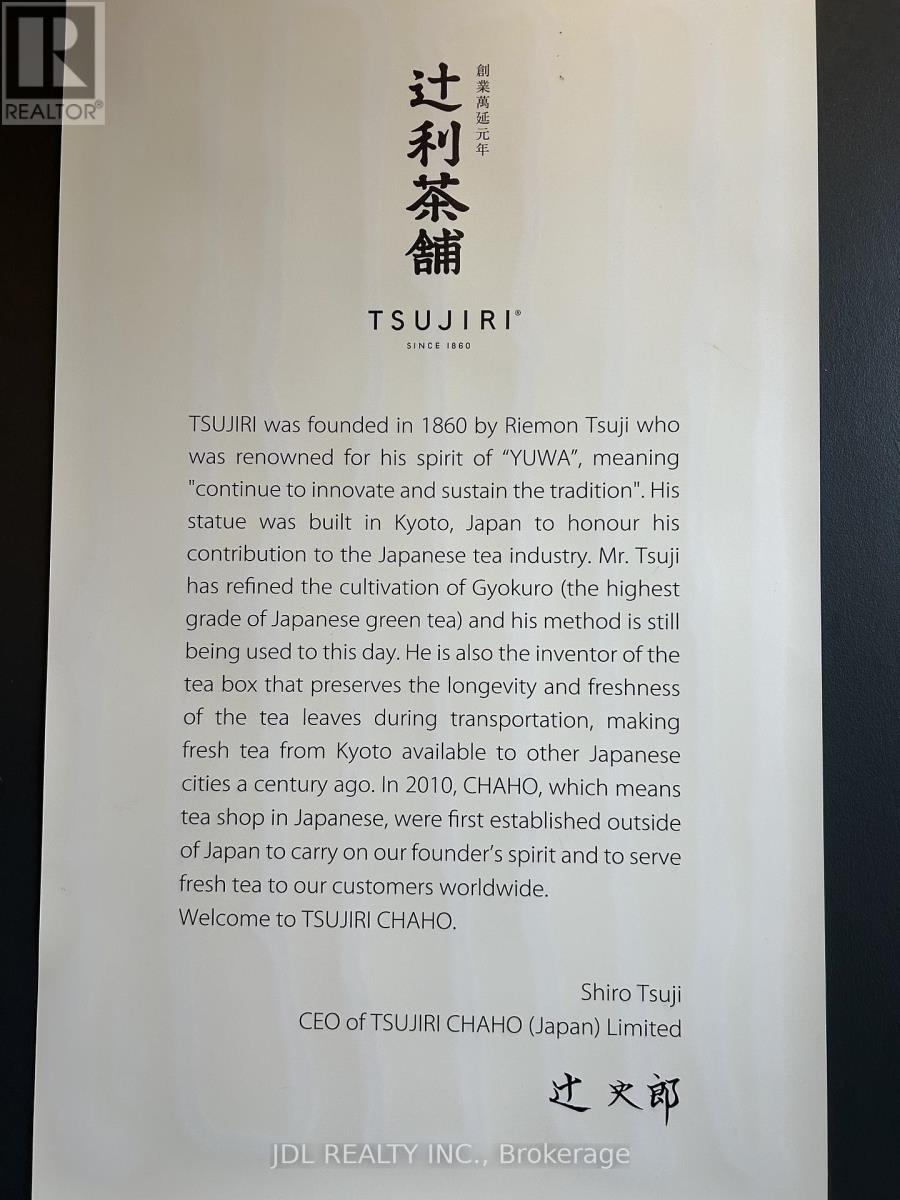 REALTOR®
辻利茶舗
創業萬延元年
TSUJIRI®
SINCE 1860
TSUJIRI was founded in 1860 by Riemon Tsuji who
was renowned for his spirit of “YUWA”, meaning
"continue to innovate and sustain the tradition". His
statue was built in Kyoto, Japan to honour his
contribution to the Japanese tea industry. Mr. Tsuji
has refined the cultivation of Gyokuro (the highest
grade of Japanese green tea) and his method is still
being used to this day. He is also the inventor of the
tea box that preserves the longevity and freshness
of the tea leaves during transportation, making
fresh tea from Kyoto available to other Japanese
cities a century ago. In 2010, CHAHO, which means
tea shop in Japanese, were first established outside
of Japan to carry on our founder’s spirit and to serve
fresh tea to our customers worldwide.
Welcome to TSUJIRI CHAHO.
Shiro Tsuji
CEO of TSUJIRI CHAHO (Japan) Limited
辻 史郎
JDL REALTY INC., Brokerage